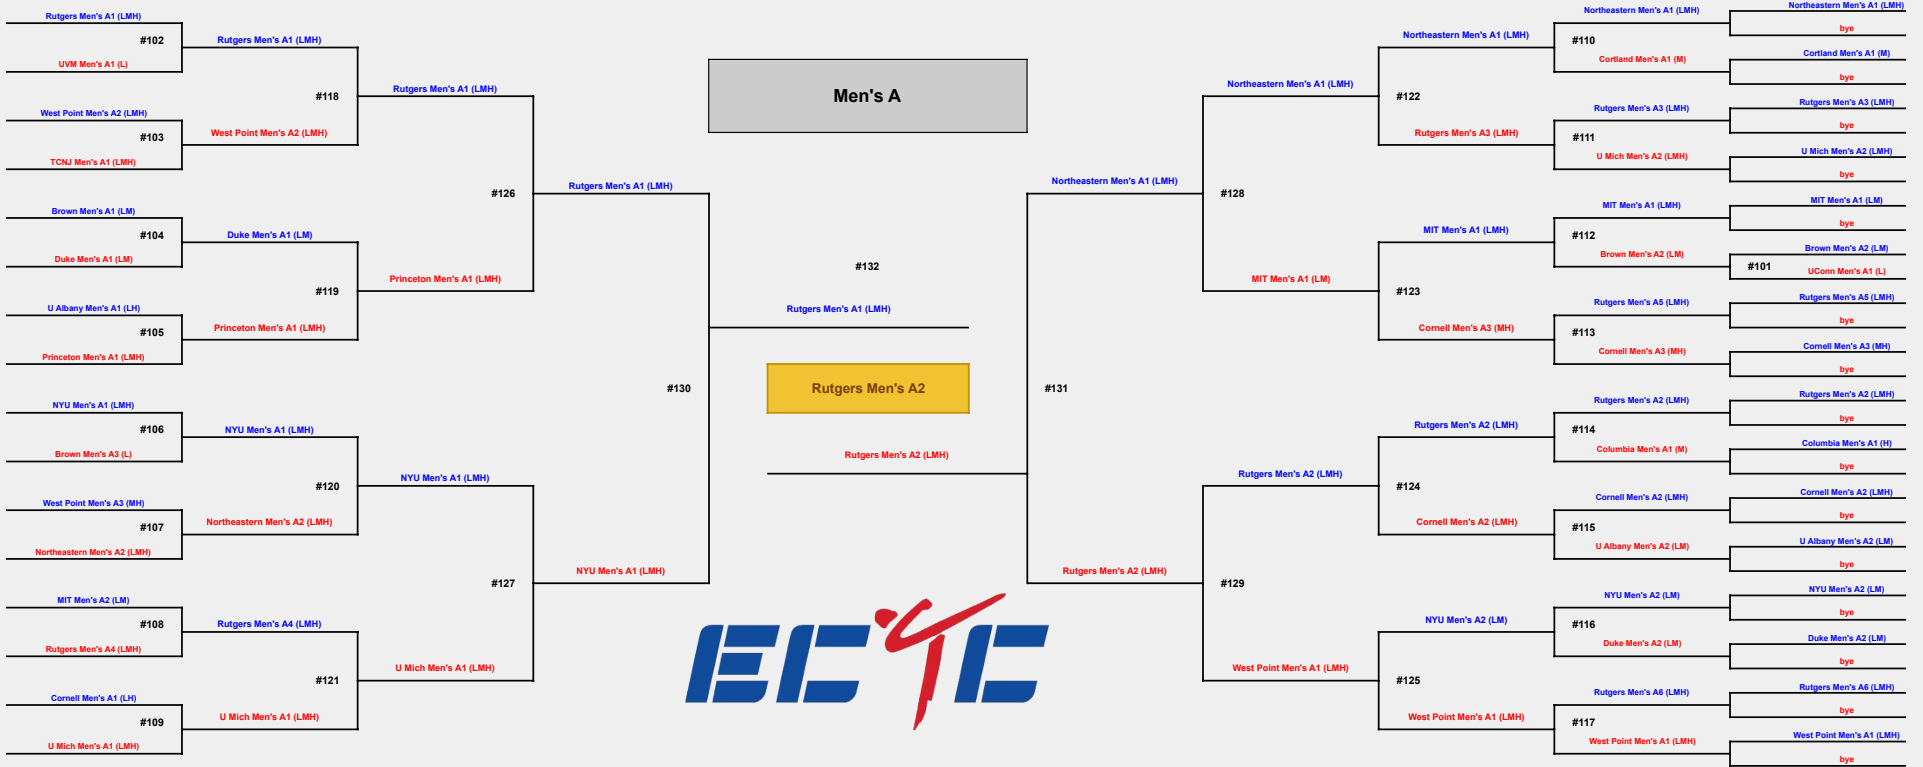 Men's A
Rutgers Men's A1 (LMH)
#102
UVM Men's A1 (L)
West Point Men's A2 (LMH)
#103
TCNJ Men's A1 (LMH)
Brown Men's A1 (LM)
#104
Duke Men's A1 (LM)
U Albany Men's A1 (LH)
#105
Princeton Men's A1 (LMH)
NYU Men's A1 (LMH)
#106
Brown Men's A3 (L)
West Point Men's A3 (MH)
#107
Northeastern Men's A2 (LMH)
MIT Men's A2 (LM)
#108
Rutgers Men's A4 (LMH)
Cornell Men's A1 (LH)
#109
U Mich Men's A1 (LMH)
Rutgers Men's A1 (LMH)
#118
West Point Men's A2 (LMH)
Duke Men's A1 (LM)
#119
Princeton Men's A1 (LMH)
NYU Men's A1 (LMH)
#120
Northeastern Men's A2 (LMH)
Rutgers Men's A4 (LMH)
#121
U Mich Men's A1 (LMH)
Rutgers Men's A1 (LMH)
#126
Princeton Men's A1 (LMH)
NYU Men's A1 (LMH)
#127
U Mich Men's A1 (LMH)
Rutgers Men's A1 (LMH)
#130
NYU Men's A1 (LMH)
#132
Rutgers Men's A1 (LMH)
Rutgers Men's A2
Rutgers Men's A2 (LMH)
ECTC
Northeastern Men's A1 (LMH)
#131
Rutgers Men's A2 (LMH)
Northeastern Men's A1 (LMH)
#128
MIT Men's A1 (LM)
Rutgers Men's A2 (LMH)
#129
West Point Men's A1 (LMH)
Northeastern Men's A1 (LMH)
#122
Rutgers Men's A3 (LMH)
MIT Men's A1 (LMH)
#123
Cornell Men's A3 (MH)
Rutgers Men's A2 (LMH)
#124
Cornell Men's A2 (LMH)
NYU Men's A2 (LM)
#125
West Point Men's A1 (LMH)
Northeastern Men's A1 (LMH)
#110
Cortland Men's A1 (M)
Rutgers Men's A3 (LMH)
#111
U Mich Men's A2 (LMH)
MIT Men's A1 (LMH)
#112
Brown Men's A2 (LM)
Rutgers Men's A5 (LMH)
#113
Cornell Men's A3 (MH)
Rutgers Men's A2 (LMH)
#114
Columbia Men's A1 (M)
Cornell Men's A2 (LMH)
#115
U Albany Men's A2 (LM)
NYU Men's A2 (LM)
#116
Duke Men's A2 (LM)
Rutgers Men's A6 (LMH)
#117
West Point Men's A1 (LMH)
Northeastern Men's A1 (LMH)
bye
Cortland Men's A1 (M)
bye
Rutgers Men's A3 (LMH)
bye
U Mich Men's A2 (LMH)
bye
MIT Men's A1 (LM)
bye
Brown Men's A2 (LM)
#101
UConn Men's A1 (L)
Rutgers Men's A5 (LMH)
bye
Cornell Men's A3 (MH)
bye
Rutgers Men's A2 (LMH)
bye
Columbia Men's A1 (H)
bye
Cornell Men's A2 (LMH)
bye
U Albany Men's A2 (LM)
bye
NYU Men's A2 (LM)
bye
Duke Men's A2 (LM)
bye
Rutgers Men's A6 (LMH)
bye
West Point Men's A1 (LMH)
bye